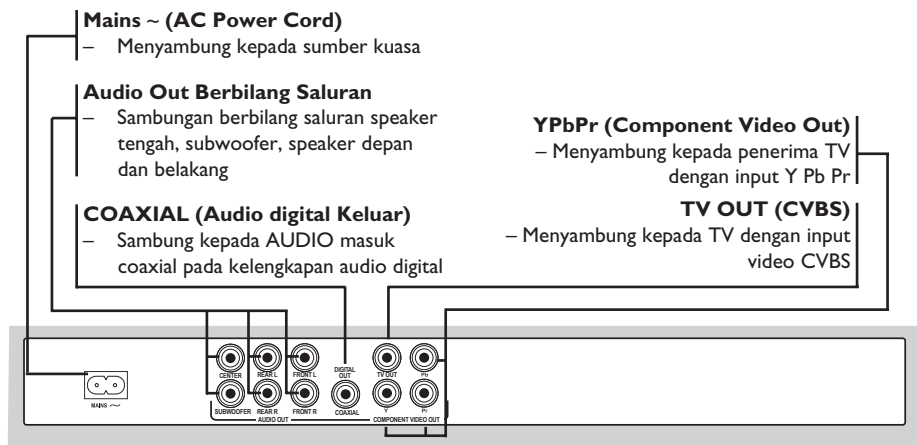 Mains ~ (AC Power Cord)
– Menyambung kepada sumber kuasa
Audio Out Berbilang Saluran
– Sambungan berbilang saluran speaker
tengah, subwoofer, speaker depan
dan belakang
COAXIAL (Audio digital Keluar)
– Sambung kepada AUDIO masuk
coaxial pada kelengkapan audio digital
YPbPr (Component Video Out)
– Menyambung kepada penerima TV
dengan input Y Pb Pr
TV OUT (CVBS)
– Menyambung kepada TV dengan input
video CVBS
MAINS ~
CENTER
REAR L
FRONT L
DIGITAL
OUT
TV OUT
Pb
SUBWOOFER
REAR R
FRONT R
COAXIAL
Y
Pr
AUDIO OUT
COMPONENT VIDEO OUT